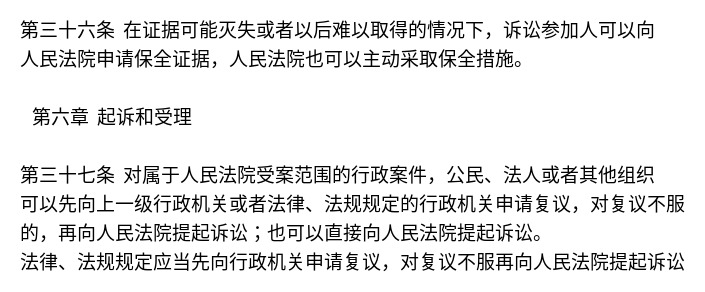 第三十六条 在证据可能灭失或者以后难以取得的情况下，诉讼参加人可以向
人民法院申请保全证据，人民法院也可以主动采取保全措施。
第六章 起诉和受理
第三十七条 对属于人民法院受案范围的行政案件，公民、法人或者其他组织
可以先向上一级行政机关或者法律、法规规定的行政机关申请复议，对复议不服
的，再向人民法院提起诉讼；也可以直接向人民法院提起诉讼。
法律、法规规定应当先向行政机关申请复议，对复议不服再向人民法院提起诉讼